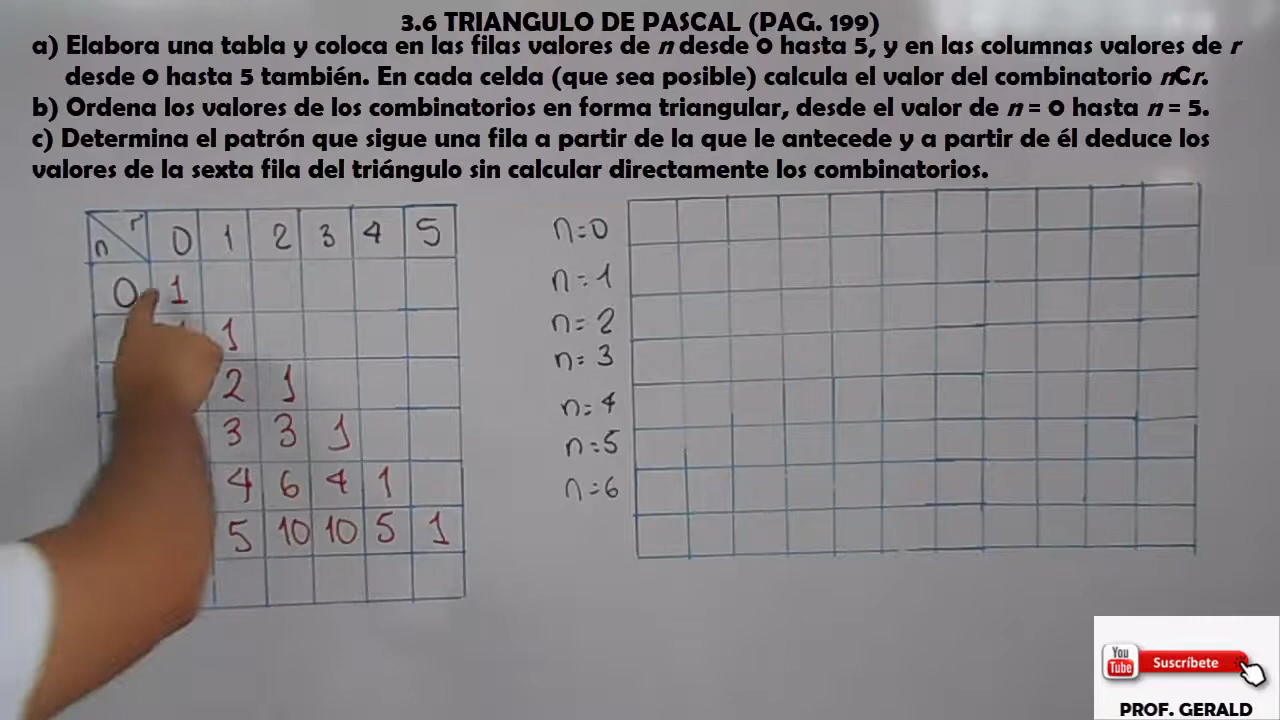 3.6 TRIANGULO DE PASCAL (PAG. 199)
a) Elabora una tabla y coloca en las filas valores de n desde 0 hasta 5, y en las columnas valores de r
desde 0 hasta 5 también. En cada celda (que sea posible) calcula el valor del combinatorio nCr.
b) Ordena los valores de los combinatorios en forma triangular, desde el valor de n = 0 hasta n = 5.
c) Determina el patrón que sigue una fila a partir de la que le antecede y a partir de él deduce los
valores de la sexta fila del triángulo sin calcular directamente los combinatorios.
n r 0 1 2 3 4 5
0 1
1
2 1
3 3 1
4 6 4 1
5 10 10 5 1
n=0
n=1
n=2
n=3
n=4
n=5
n=6
You
Tube
Suscríbete
PROF. GERALD